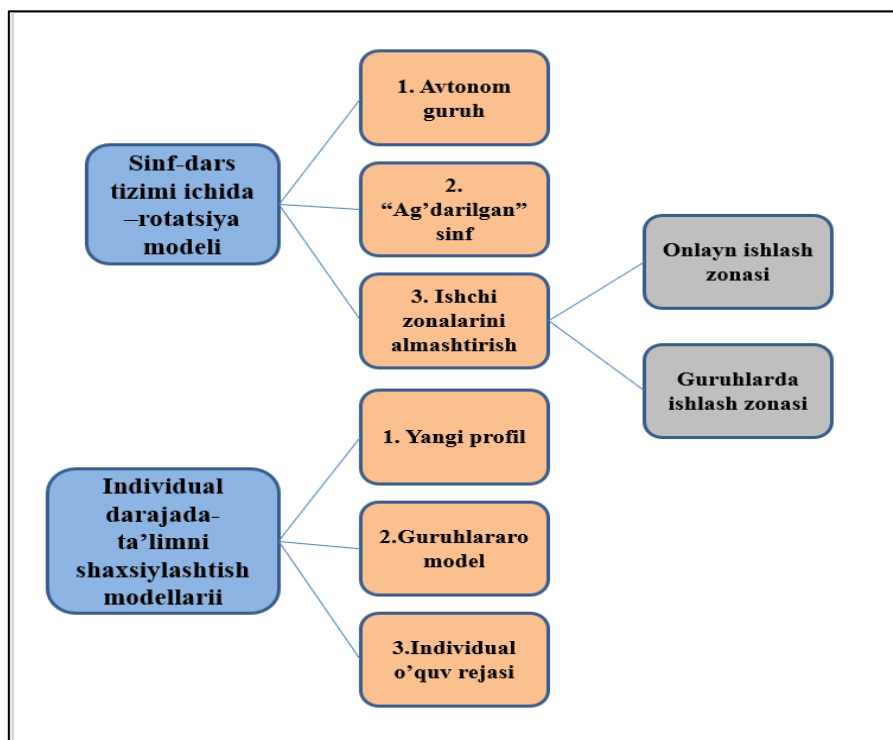 Sinf-dars
tizimi ichida
–rotatsiya
modeli
1. Avtonom
guruh
2.
“Ag’darilgan”
sinf
3. Ishchi
zonalarini
almashtirish
Onlayn ishlash
zonasi
Guruhlarda
ishlash zonasi
Individual
darajada-
ta’limni
shaxsiylashtish
modellarii
1. Yangi profil
2.Guruhlararo
model
3.Individual
o’quv rejasi